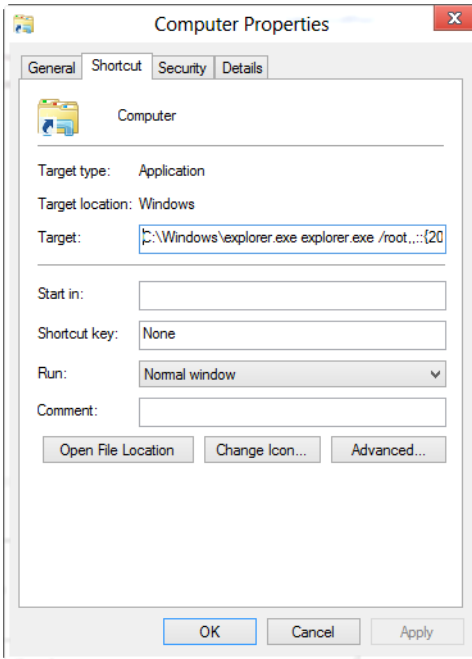 Computer Properties
x
General Shortcut Security Details
Computer
Target type: Application
Target location: Windows
Target: C:\Windows\explorer.exe explorer.exe /root,,::{20
Start in:
Shortcut key: None
Run: Normal window
Comment:
Open File Location Change Icon... Advanced...
OK Cancel Apply